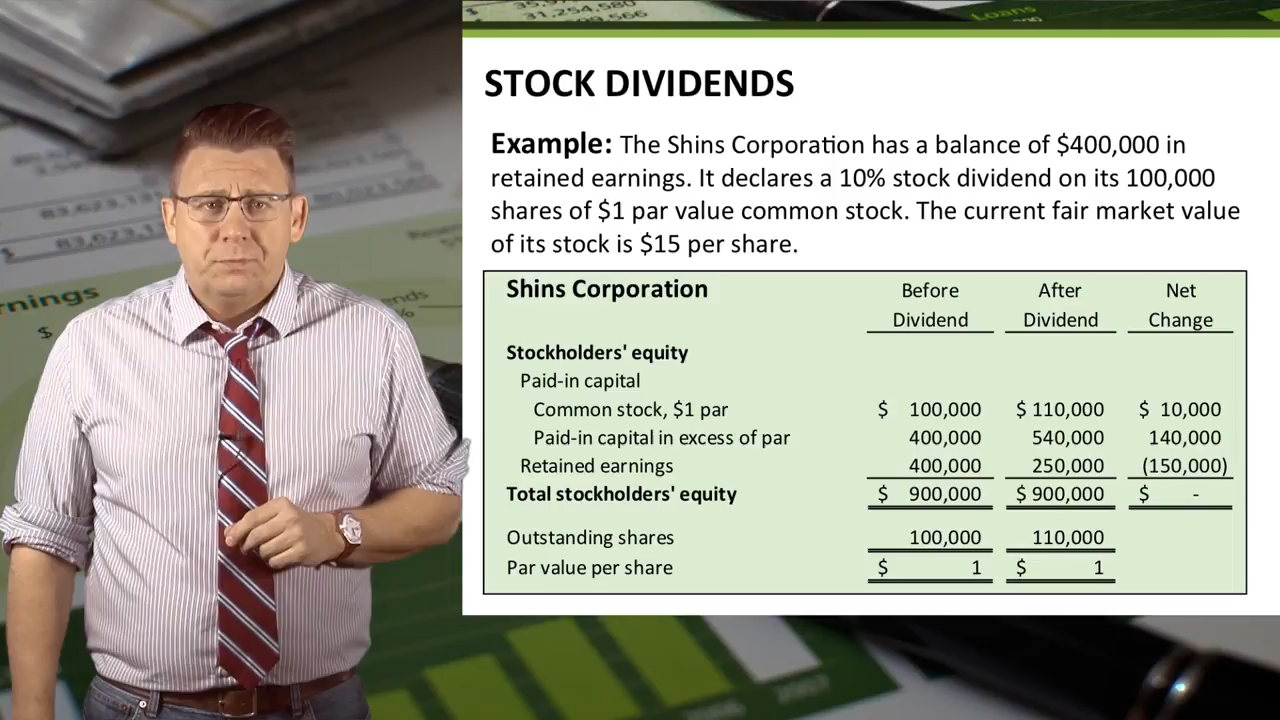 31,254,580
Loans
STOCK DIVIDENDS
Example: The Shins Corporation has a balance of $400,000 in
retained earnings. It declares a 10% stock dividend on its 100,000
shares of $1 par value common stock. The current fair market value
of its stock is $15 per share.
Shins Corporation Before After Net
Dividend Dividend Change
Stockholders' equity
Paid-in capital
Common stock, $1 par $ 100,000 $ 110,000 $ 10,000
Paid-in capital in excess of par 400,000 540,000 140,000
Retained earnings 400,000 250,000 (150,000)
Total stockholders' equity $ 900,000 $ 900,000 $ -
Outstanding shares 100,000 110,000
Par value per share $ 1 $ 1
rnings
$
ends
%
2017